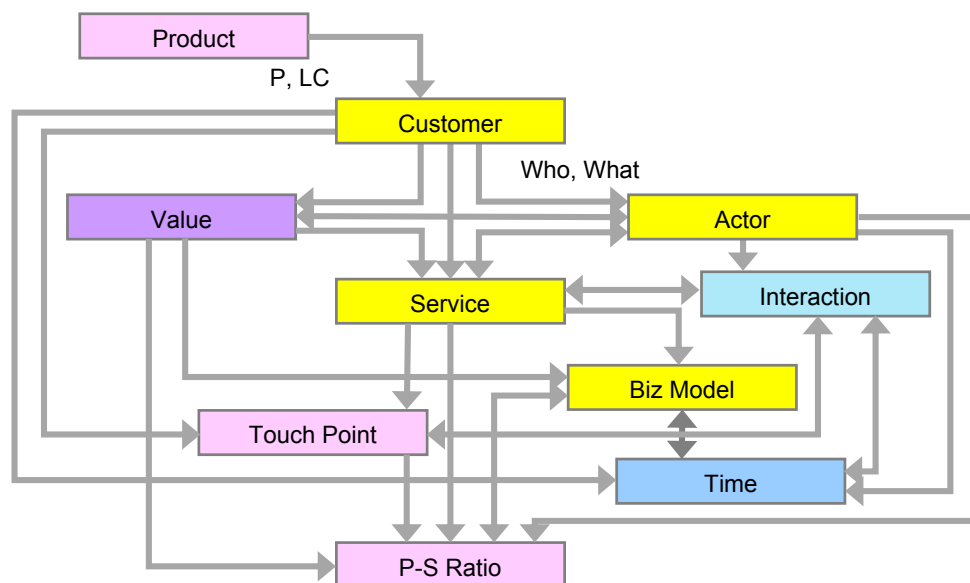 Product
P, LC
Customer
Who, What
Value
Actor
Service
Interaction
Biz Model
Touch Point
Time
P-S Ratio